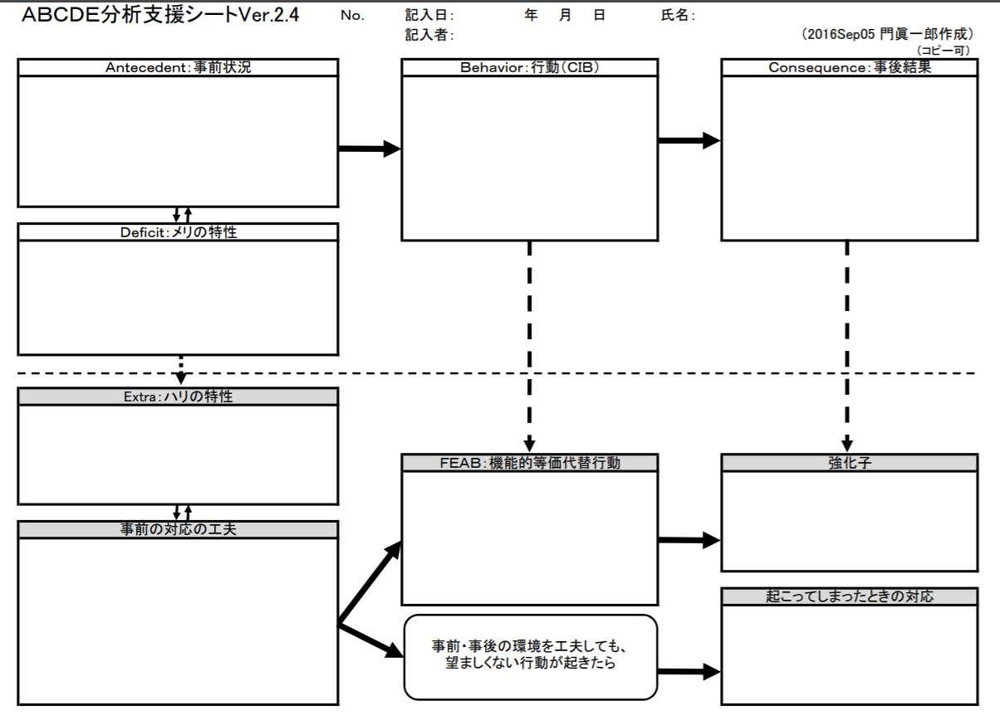 ABCDE分析支援シートVer.2.4 No. 記入日: 年 月 日 氏名:
記入者:
(2016Sep05 門眞一郎作成)
(コピー可)
Antecedent:事前状況
Behavior:行動(CIB)
Consequence:事後結果
Deficit:メリの特性
Extra:ハリの特性
FEAB:機能的等価代替行動
強化子
事前の対応の工夫
起こってしまったときの対応
事前・事後の環境を工夫しても、
望ましくない行動が起きたら